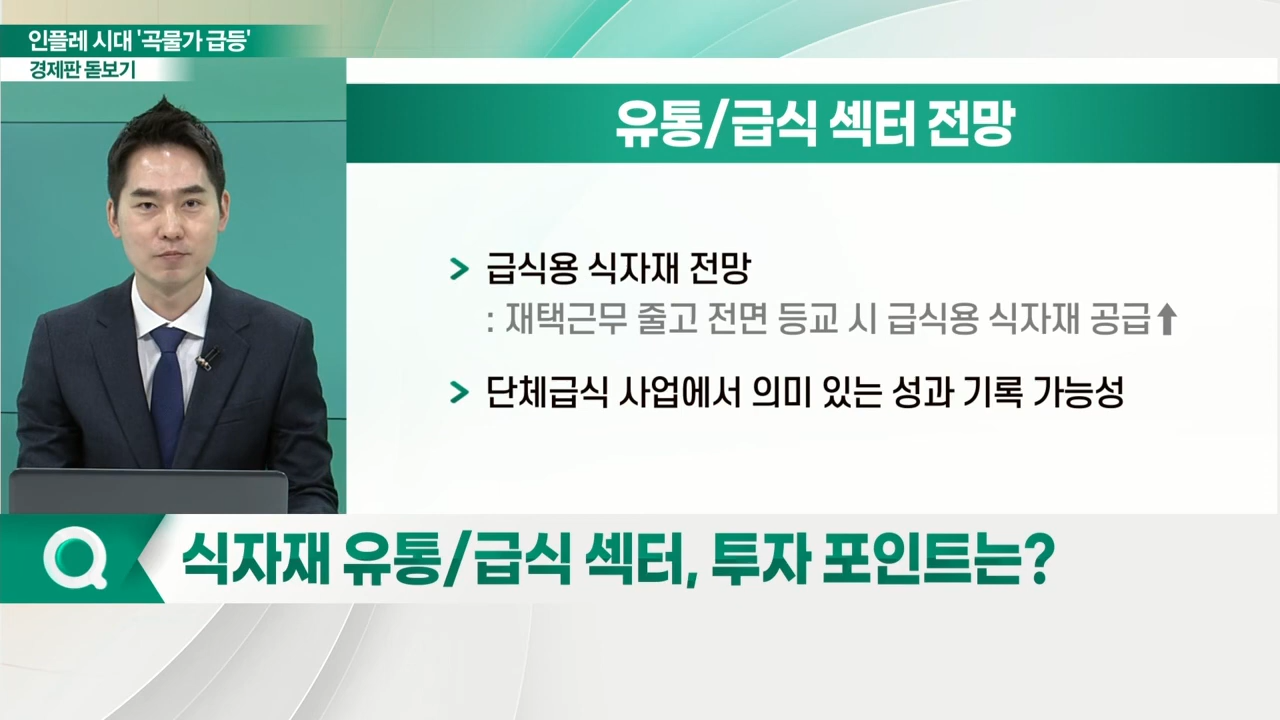 인플레 시대 '곡물가 급등'
경제판 돋보기
유통/급식 섹터 전망
> 급식용 식자재 전망
: 재택근무 줄고 전면 등교 시 급식용 식자재 공급⬆
> 단체급식 사업에서 의미 있는 성과 기록 가능성
Q 식자재 유통/급식 섹터, 투자 포인트는?